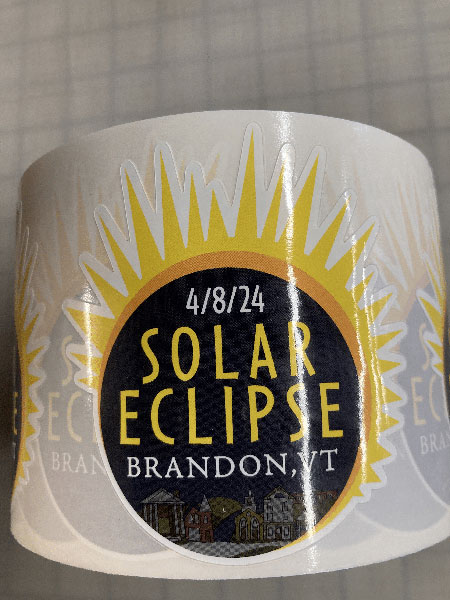 4/8/24
SOLAR
ECLIPSE
BRANDON, VT